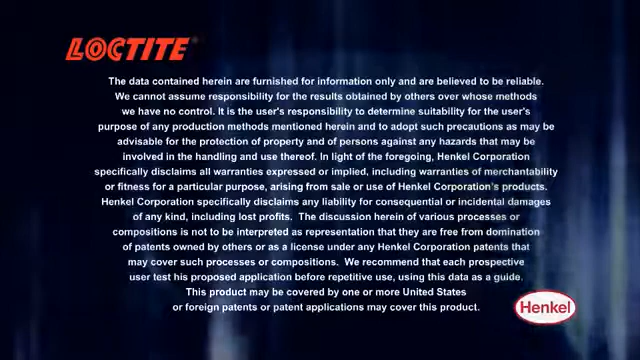 LOCTITE
The data contained herein are furnished for information only and are believed to be reliable.
We cannot assume responsibility for the results obtained by others over whose methods
we have no control. It is the user's responsibility to determine suitability for the user's
purpose of any production methods mentioned herein and to adopt such precautions as may be
advisable for the protection of property and of persons against any hazards that may be
involved in the handling and use thereof. In light of the foregoing, Henkel Corporation
specifically disclaims all warranties expressed or implied, including warranties of merchantability
or fitness for a particular purpose, arising from sale or use of Henkel Corporation's products.
Henkel Corporation specifically disclaims any liability for consequential or incidental damages
of any kind, including lost profits. The discussion herein of various processes or
compositions is not to be interpreted as representation that they are free from domination
of patents owned by others or as a license under any Henkel Corporation patents that
may cover such processes or compositions. We recommend that each prospective
user test his proposed application before repetitive use, using this data as a guide.
This product may be covered by one or more United States
or foreign patents or patent applications may cover this product.
Henkel